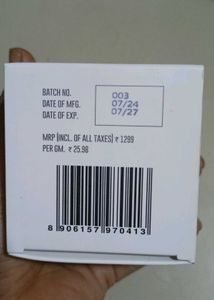 BATCH NO. 003
DATE OF MFG. 07/24
DATE OF EXP. 07/27
MRP (INCL. OF ALL TAXES) ₹ 1299
PER GM. ₹ 25.98
8 906157 970413